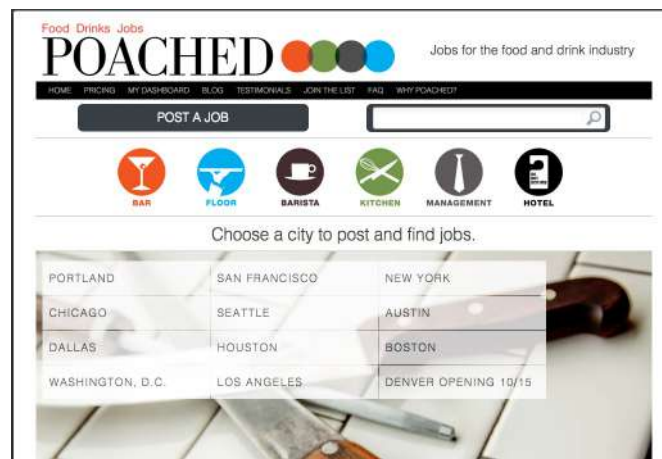 Food Drinks Jobs
POACHED
Jobs for the food and drink industry
HOME PRICING MY DASHBOARD BLOG TESTIMONIALS JOIN THE LIST FAQ WHY POACHED?
POST A JOB
BAR FLOOR BARISTA KITCHEN MANAGEMENT HOTEL
Choose a city to post and find jobs.
PORTLAND SAN FRANCISCO NEW YORK
CHICAGO SEATTLE AUSTIN
DALLAS HOUSTON BOSTON
WASHINGTON, D.C. LOS ANGELES DENVER OPENING 10/15